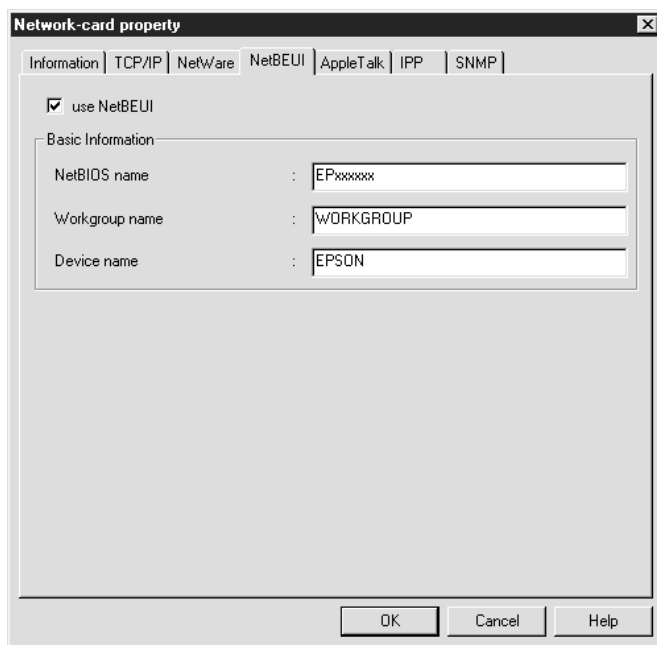 Network-card property
Information TCP/IP NetWare NetBEUI AppleTalk IPP SNMP
use NetBEUI
Basic Information
NetBIOS name : EPxxxxxx
Workgroup name : WORKGROUP
Device name : EPSON
OK Cancel Help